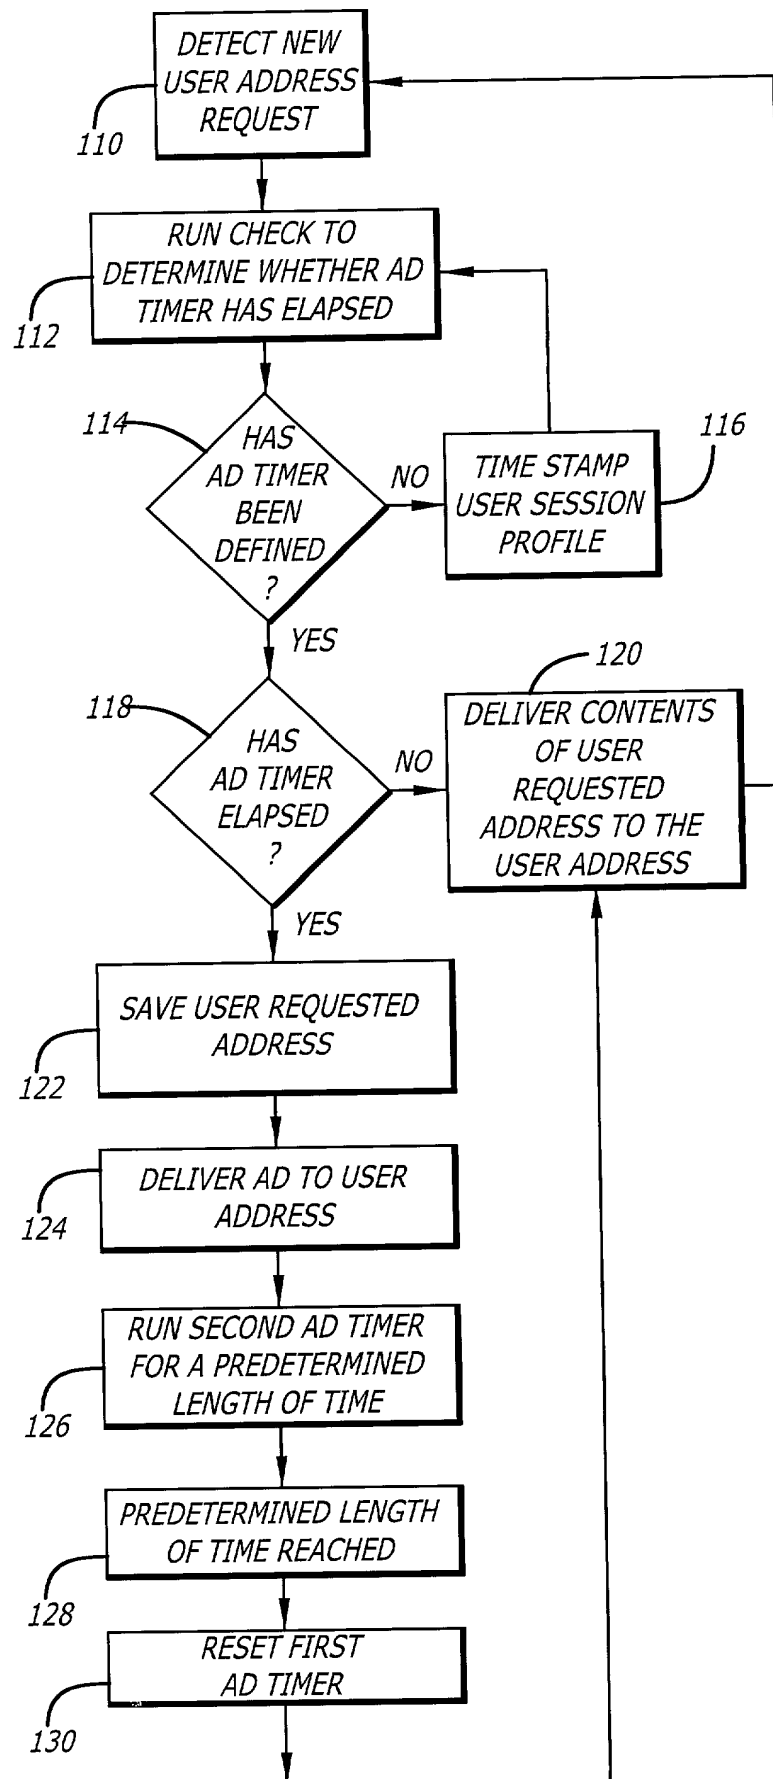 DETECT NEW
USER ADDRESS
REQUEST
110
RUN CHECK TO
DETERMINE WHETHER AD
TIMER HAS ELAPSED
112
114
HAS
AD TIMER
BEEN
DEFINED
?
NO
TIME STAMP
USER SESSION
PROFILE
116
YES
118
HAS
AD TIMER
ELAPSED
?
NO
120
DELIVER CONTENTS
OF USER
REQUESTED
ADDRESS TO THE
USER ADDRESS
YES
SAVE USER REQUESTED
ADDRESS
122
DELIVER AD TO USER
ADDRESS
124
RUN SECOND AD TIMER
FOR A PREDETERMINED
LENGTH OF TIME
126
PREDETERMINED LENGTH
OF TIME REACHED
128
RESET FIRST
AD TIMER
130